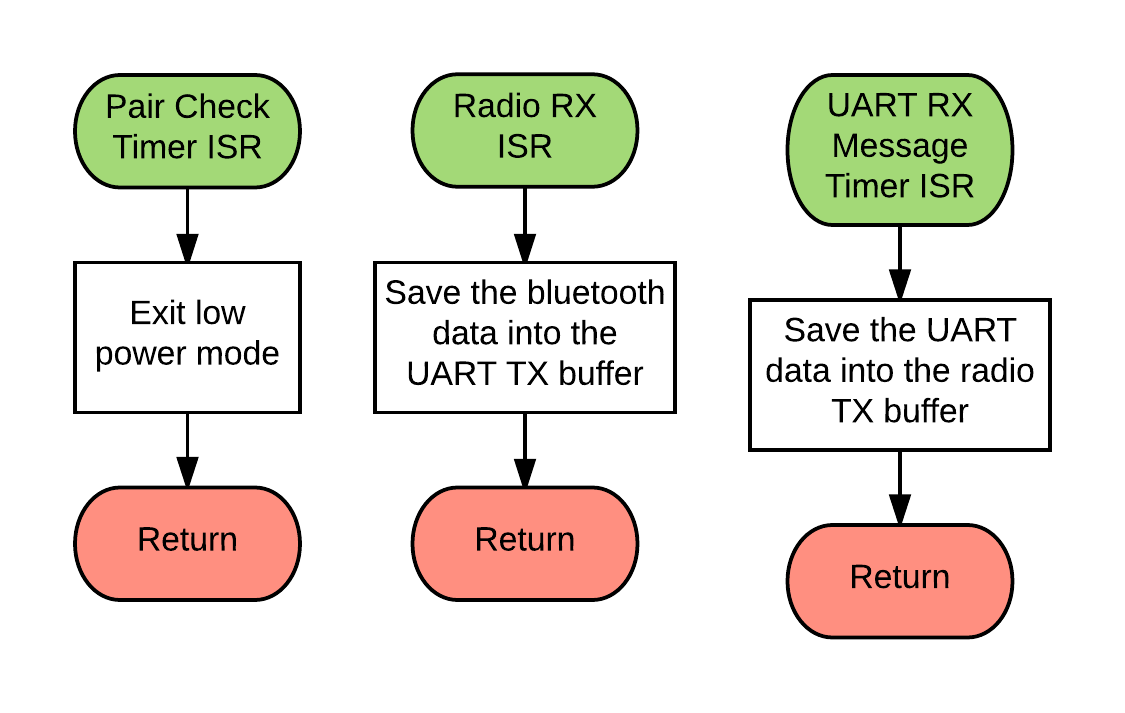 Pair Check
Timer ISR
Exit low
power mode
Return
Radio RX
ISR
Save the bluetooth
data into the
UART TX buffer
Return
UART RX
Message
Timer ISR
Save the UART
data into the radio
TX buffer
Return